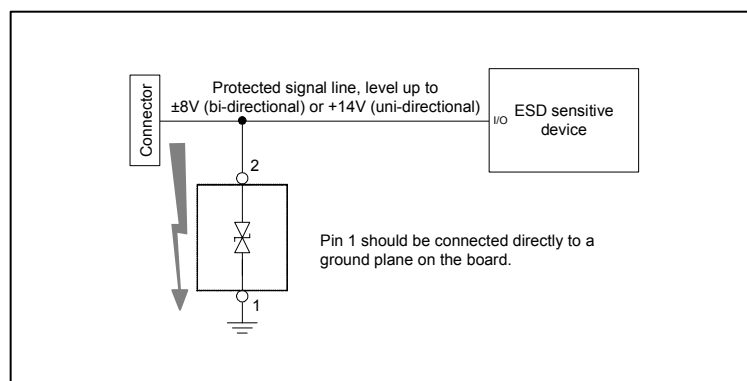 Connector
Protected signal line, level up to
±8V (bi-directional) or +14V (uni-directional)
I/O
ESD sensitive
device
2
Pin 1 should be connected directly to a
ground plane on the board.
1